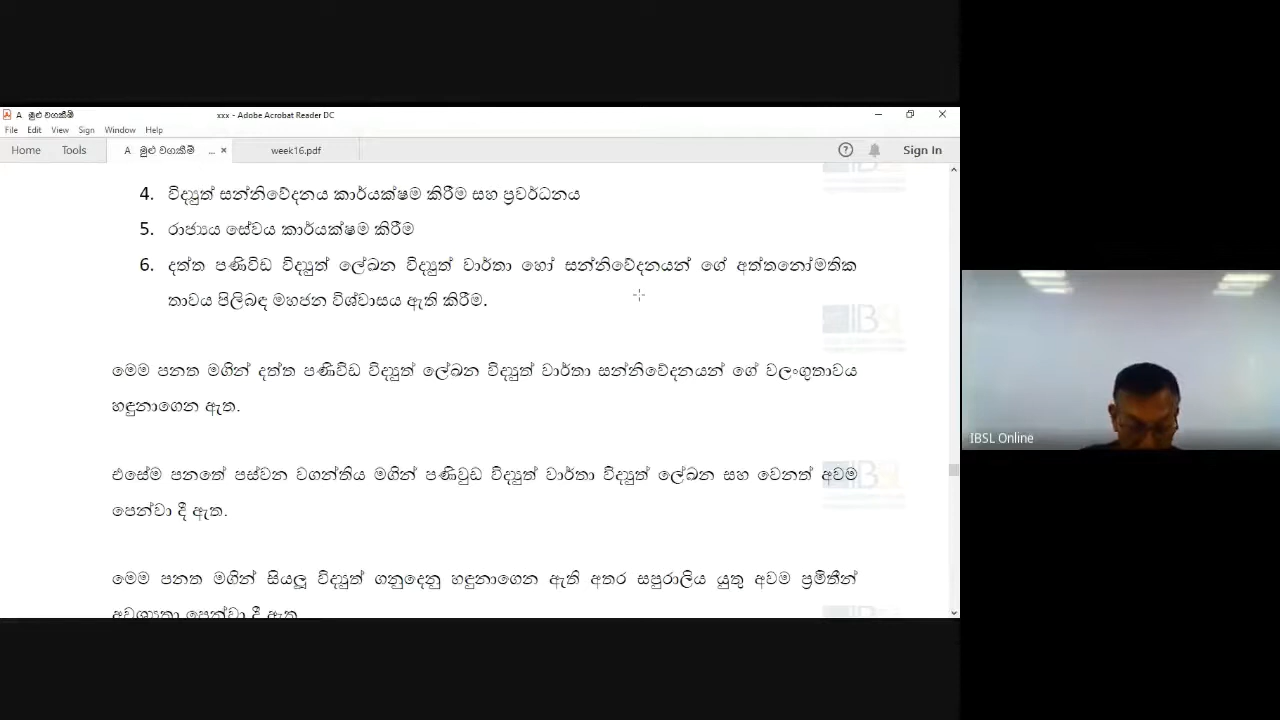 A මුළු වගකීම් xxx - Adobe Acrobat Reader DC
File Edit View Sign Window Help
Home Tools A මුළු වගකීම් ... × week16.pdf Sign In
4. විද්‍යුත් සන්නිවේදනය කාර්යක්ෂම කිරීම සහ ප්‍රවර්ධනය
5. රාජ්‍යය සේවය කාර්යක්ෂම කිරීම
6. දත්ත පණිවිඩ විද්‍යුත් ලේඛන විද්‍යුත් වාර්තා හෝ සන්නිවේදනයන් ගේ අත්තනෝමතික
තාවය පිලිබඳ මහජන විශ්වාසය ඇති කිරීම.
මෙම පනත මගින් දත්ත පණිවිඩ විද්‍යුත් ලේඛන විද්‍යුත් වාර්තා සන්නිවේදනයන් ගේ වලංගුතාවය
හඳුනාගෙන ඇත.
එසේම පනතේ පස්වන වගන්තිය මගින් පණිවුඩ විද්‍යුත් වාර්තා විද්‍යුත් ලේඛන සහ වෙනත් අවම
පෙන්වා දී ඇත.
මෙම පනත මගින් සියලූ විද්‍යුත් ගනුදෙනු හඳුනාගෙන ඇති අතර සපුරාලිය යුතු අවම ප්‍රමිතීන්
අවශ්‍යතා පෙන්වා දී ඇත
IBSL Online